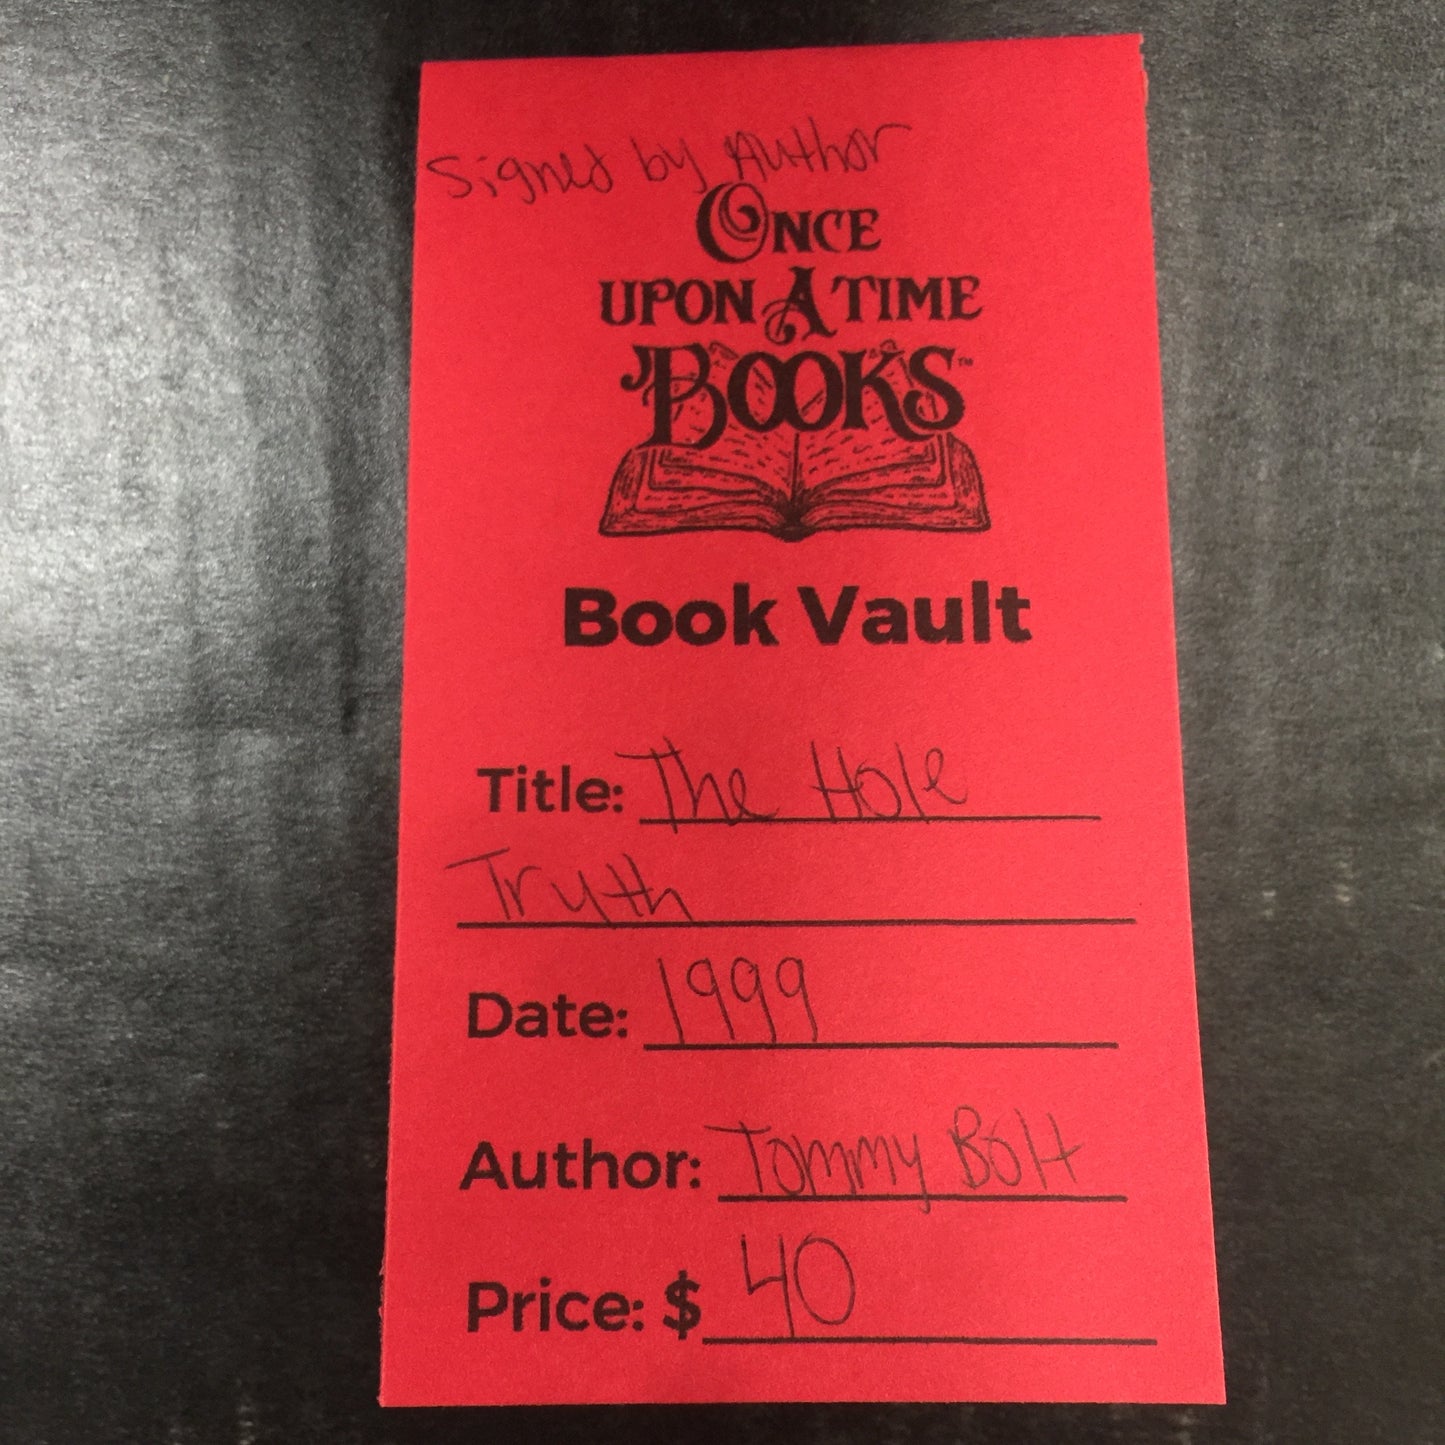 Signed by Author
ONCE
UPON A TIME
BOOKS™
Book Vault
Title: The Hole
Truth
Date: 1999
Author: Tommy Bolt
Price: $ 40